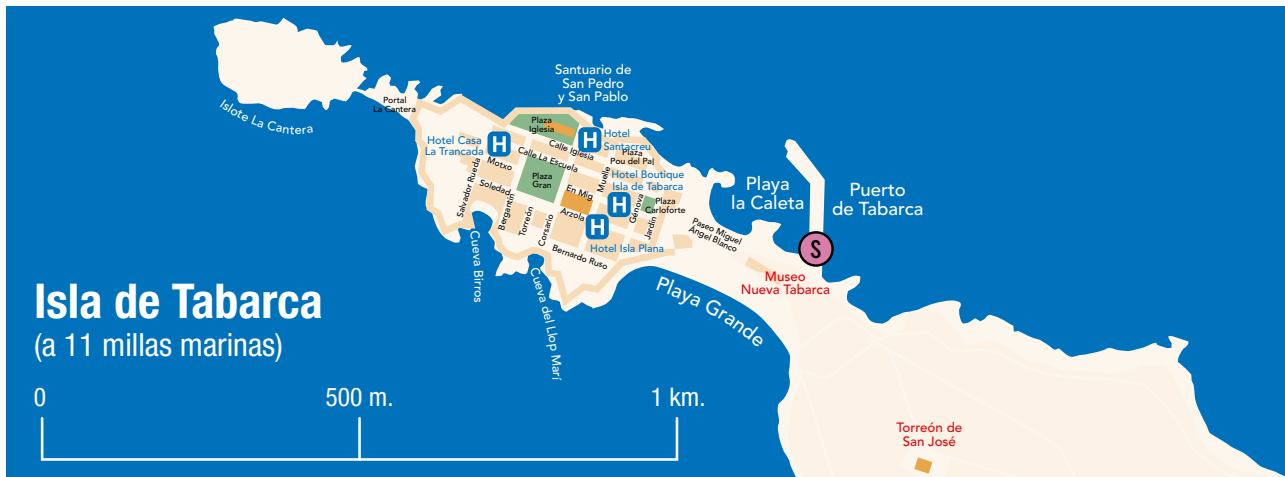 Santuario de
San Pedro
y San Pablo
Islote La Cantera
Portal
La Cantera
Plaza
Iglesia
Hotel Casa
La Trancada
H
H
Hotel
Santacreu
Calle Iglesia
Calle La Escuela
Plaza
Pou del Pal
Motxo
Plaza
Gran
Muelle
Hotel Boutique
Isla de Tabarca
H
Salvador Rueda
Soledad
En Mig
Bergantín
Torreón
Corsario
Arzola
H
Génova
Jardín
Plaza
Carloforte
Hotel Isla Plana
Bernardo Ruso
Paseo Miguel
Ángel Blanco
Playa
la Caleta
Puerto
de Tabarca
S
Museo
Nueva Tabarca
Cueva Birros
Cueva del Llop Marí
Playa Grande
Isla de Tabarca
(a 11 millas marinas)
0 500 m. 1 km.
Torreón de
San José